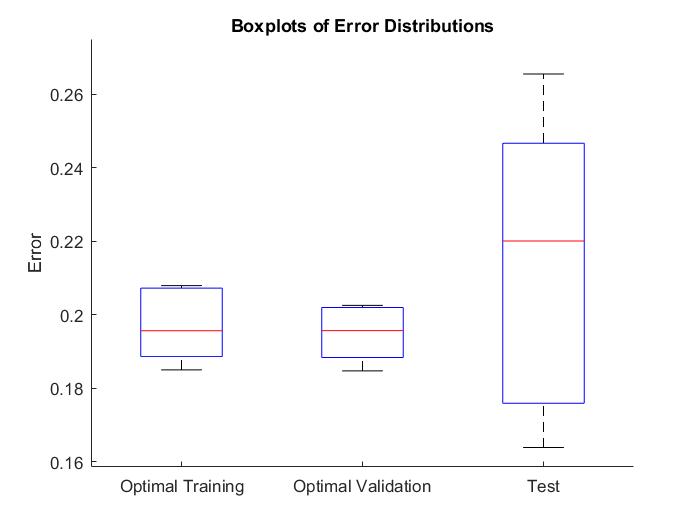 Boxplots of Error Distributions
Error
0.26
0.24
0.22
0.2
0.18
0.16
Optimal Training
Optimal Validation
Test